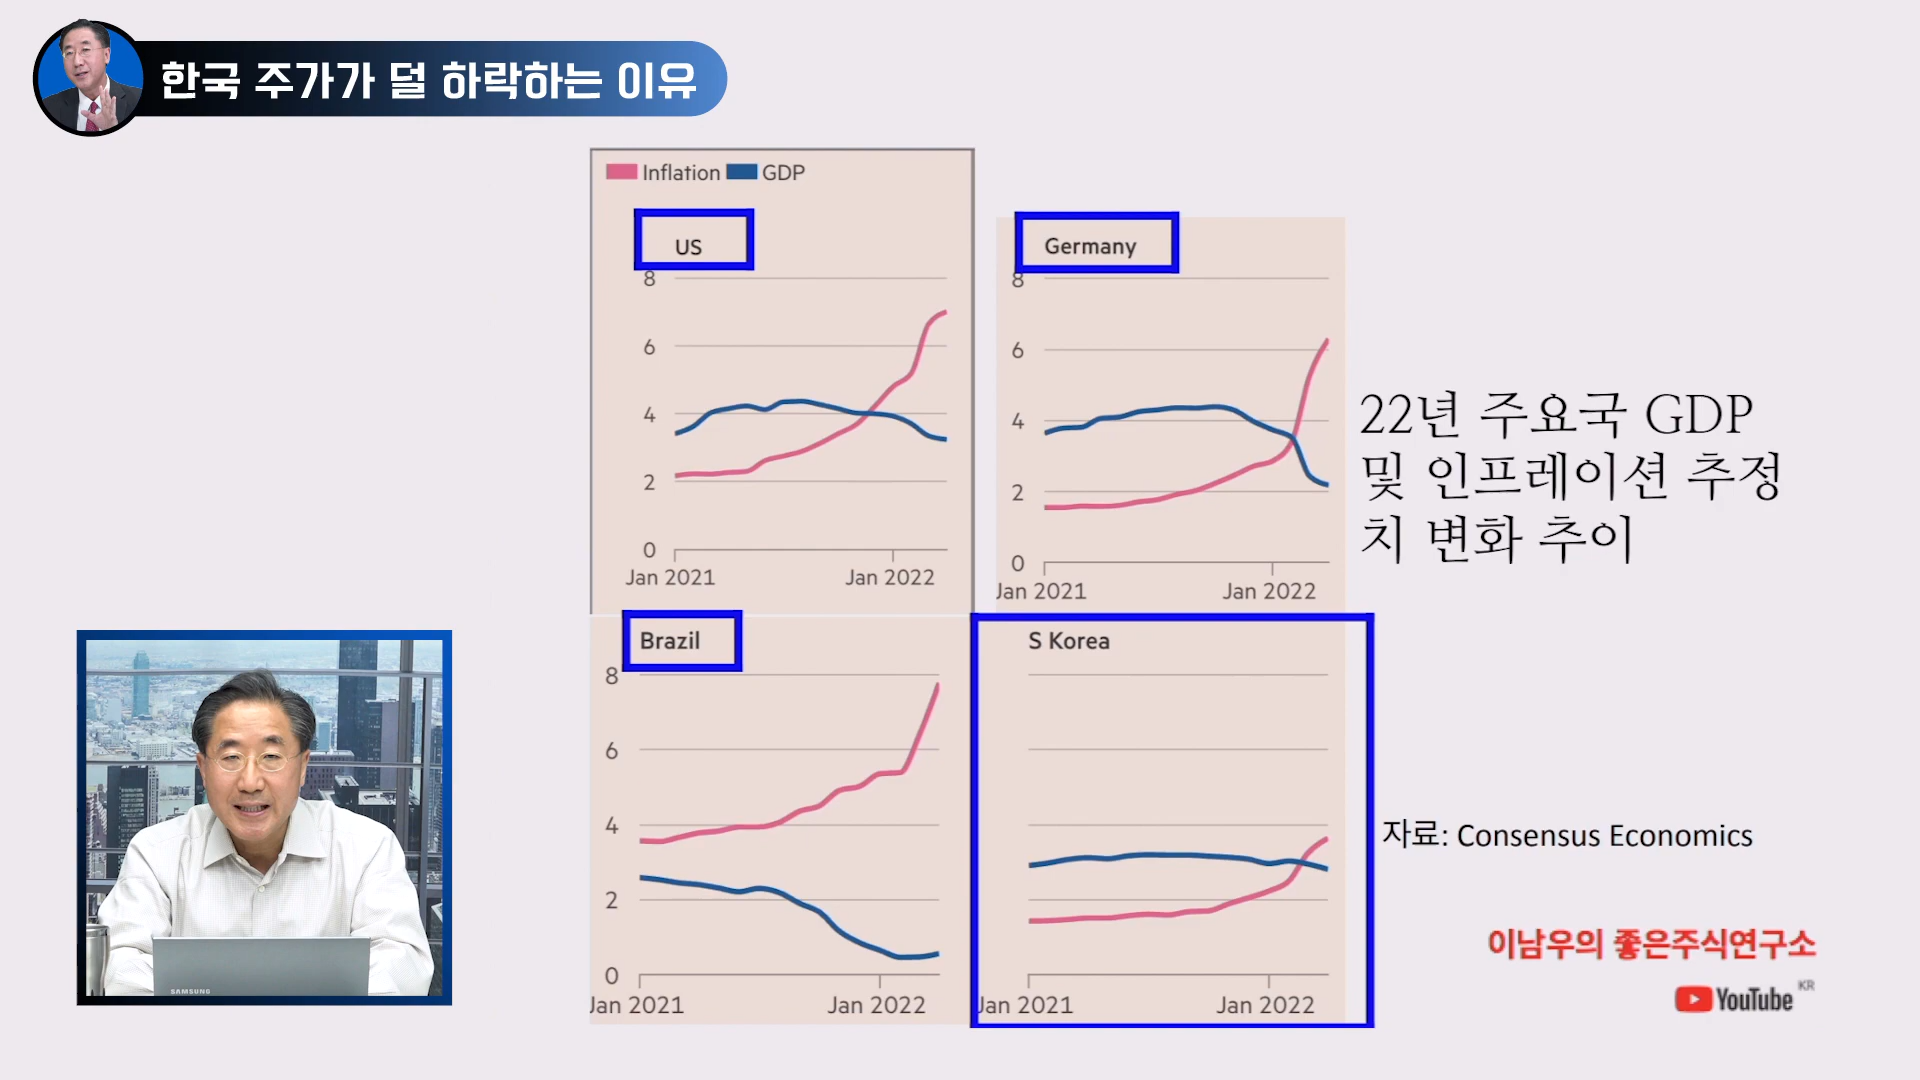 한국 주가가 덜 하락하는 이유
Inflation GDP
US
8
6
4
2
0
Jan 2021 Jan 2022
Germany
8
6
4
2
0
Jan 2021 Jan 2022
22년 주요국 GDP
및 인프레이션 추정
치 변화 추이
Brazil
8
6
4
2
0
Jan 2021 Jan 2022
S Korea
Jan 2021 Jan 2022
자료: Consensus Economics
이남우의 좋은주식연구소
YouTube KR
SAMSUNG